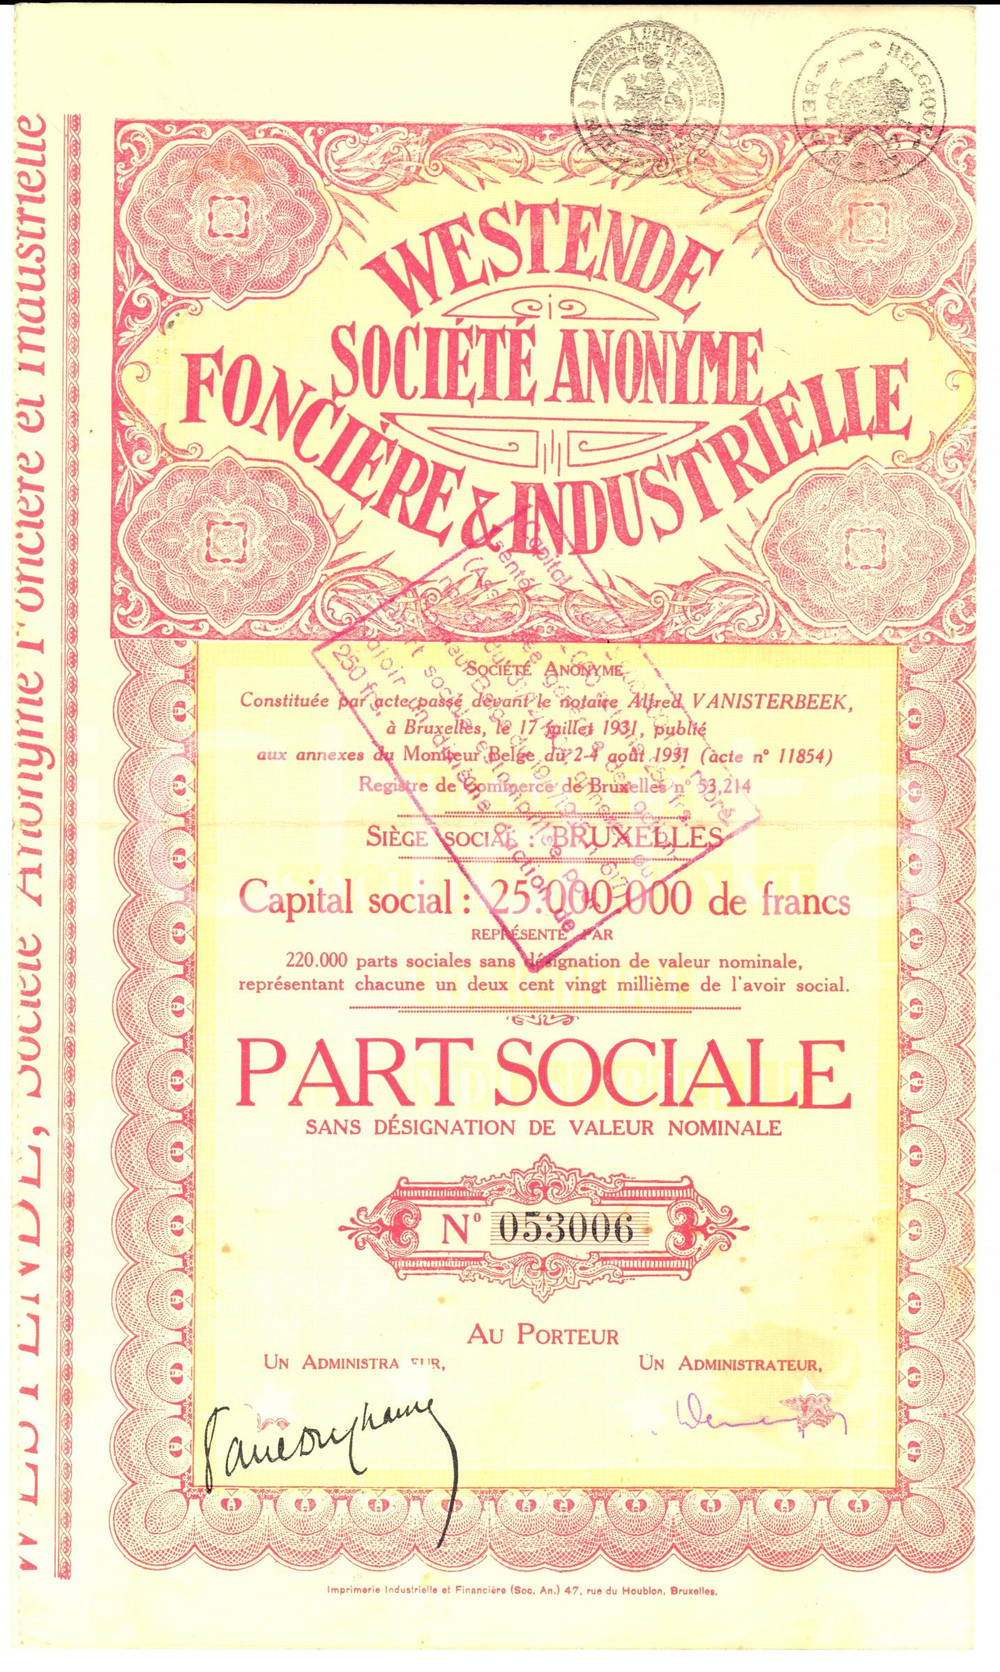 BELGIQUE
WESTENDE
SOCIÉTÉ ANONYME
FONCIÈRE & INDUSTRIELLE
SOCIÉTÉ ANONYME
Constituée par acte passé devant le notaire Alfred VANISTERBEEK,
à Bruxelles, le 17 juillet 1931, publié
aux annexes du Moniteur Belge du 2-4 août 1931 (acte n° 11854)
Registre de Commerce de Bruxelles n° 53,214
SIÈGE SOCIAL : BRUXELLES
Capital social : 25.000.000 de francs
REPRÉSENTÉ PAR
220.000 parts sociales sans désignation de valeur nominale,
représentant chacune un deux cent vingt millième de l'avoir social.
PART SOCIALE
SANS DÉSIGNATION DE VALEUR NOMINALE
N° 053006
AU PORTEUR
UN ADMINISTRATEUR, UN ADMINISTRATEUR,
Imprimerie Industrielle et Financière (Soc. An.) 47, rue du Houblon, Bruxelles.
WESTENDE, Société Anonyme Foncière et Industrielle